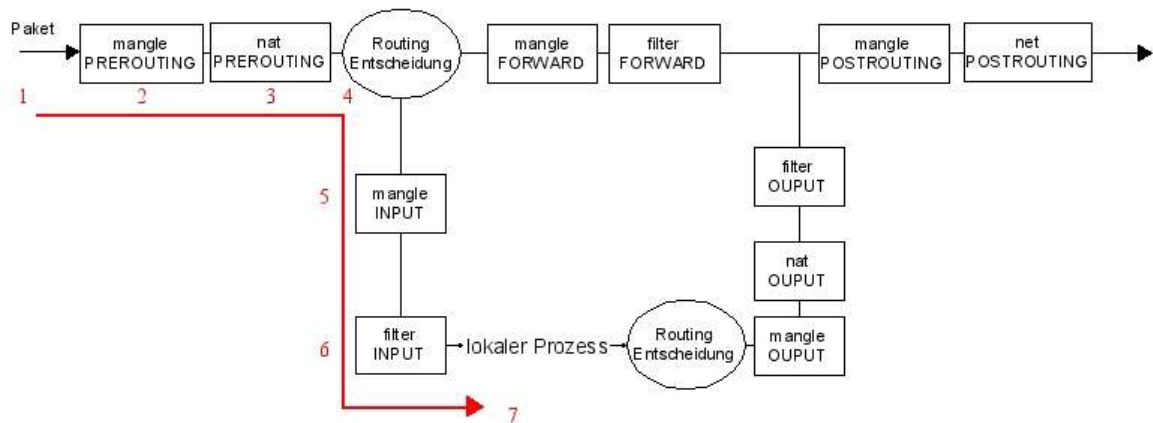 Paket
mangle
PREROUTING
nat
PREROUTING
Routing
Entscheidung
mangle
FORWARD
filter
FORWARD
mangle
POSTROUTING
net
POSTROUTING
1
2
3
4
5
mangle
INPUT
filter
OUPUT
nat
OUPUT
6
filter
INPUT
lokaler Prozess
Routing
Entscheidung
mangle
OUPUT
7